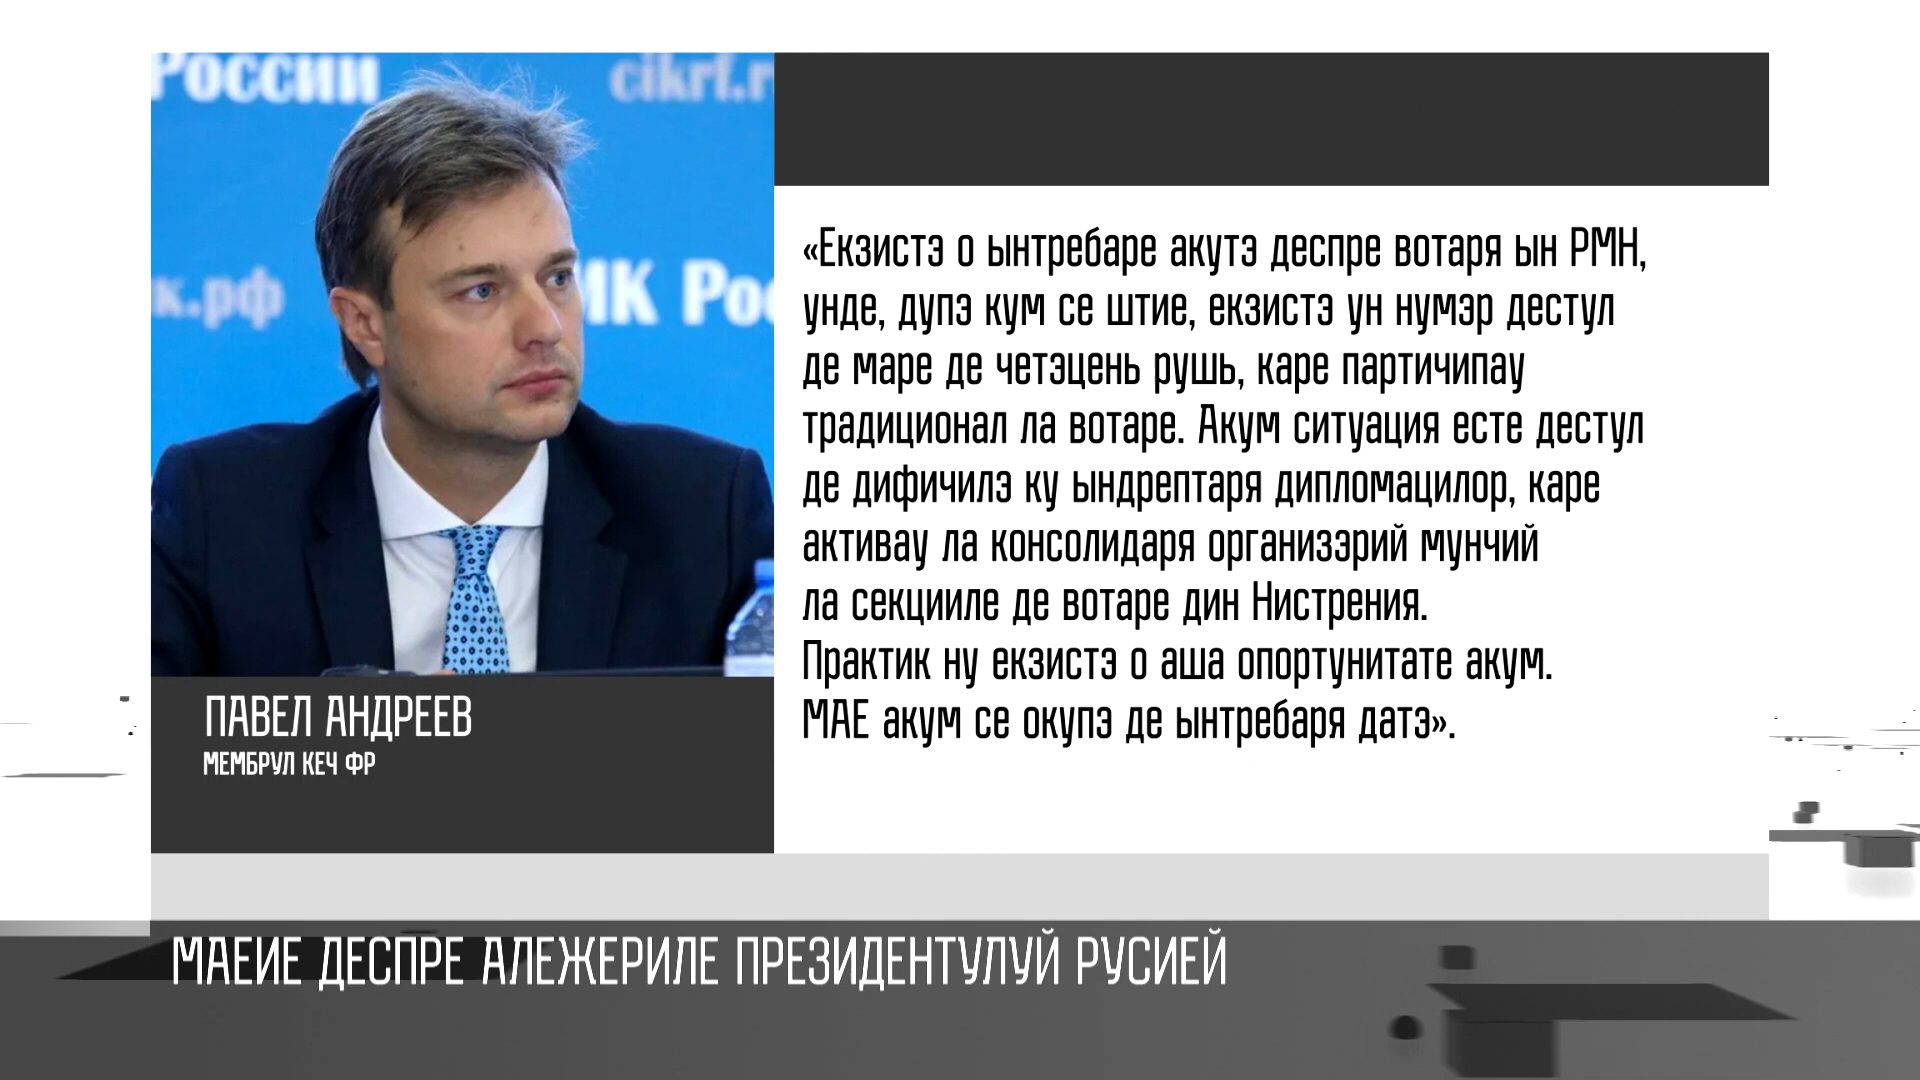 России
cikrf.r
к.рф
ИК Рос
«Екзистэ о ынтребаре акутэ деспре вотаря ын РМН,
унде, дупэ кум се штие, екзистэ ун нумэр дестул
де маре де четэцень рушь, каре партичипау
традиционал ла вотаре. Акум ситуация есте дестул
де дифичилэ ку ындрептаря дипломацилор, каре
активау ла консолидаря организэрий мунчий
ла секцииле де вотаре дин Нистрения.
Практик ну екзистэ о аша опортунитате акум.
МАЕ акум се окупэ де ынтребаря датэ».
ПАВЕЛ АНДРЕЕВ
МЕМБРУЛ КЕЧ ФР
МАЕИЕ ДЕСПРЕ АЛЕЖЕРИЛЕ ПРЕЗИДЕНТУЛУЙ РУСИЕЙ